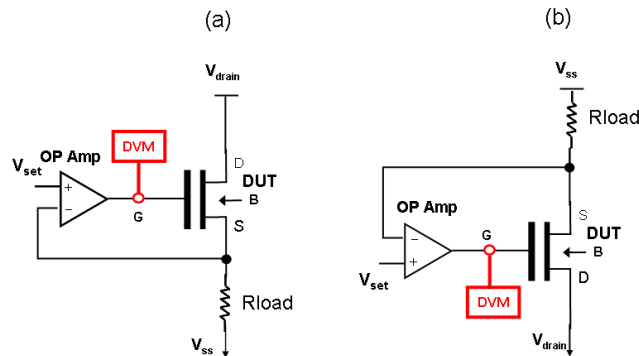 (a)
Vdrain
DVM
OP Amp
Vset
+
−
G
D
DUT
B
S
Rload
Vss
(b)
Vss
Rload
OP Amp
−
+
Vset
G
DVM
S
DUT
B
D
Vdrain